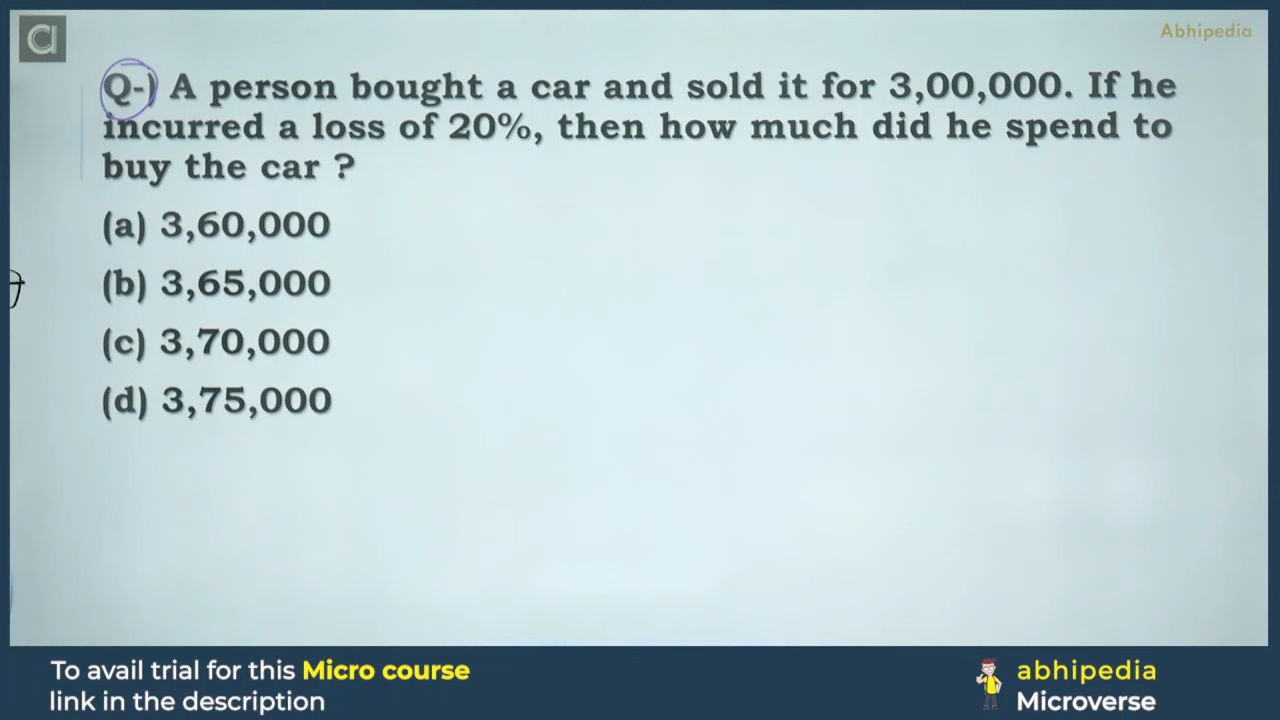 Abhipedia
Q-) A person bought a car and sold it for 3,00,000. If he
incurred a loss of 20%, then how much did he spend to
buy the car ?
(a) 3,60,000
(b) 3,65,000
(c) 3,70,000
(d) 3,75,000
To avail trial for this Micro course
link in the description
abhipedia
Microverse